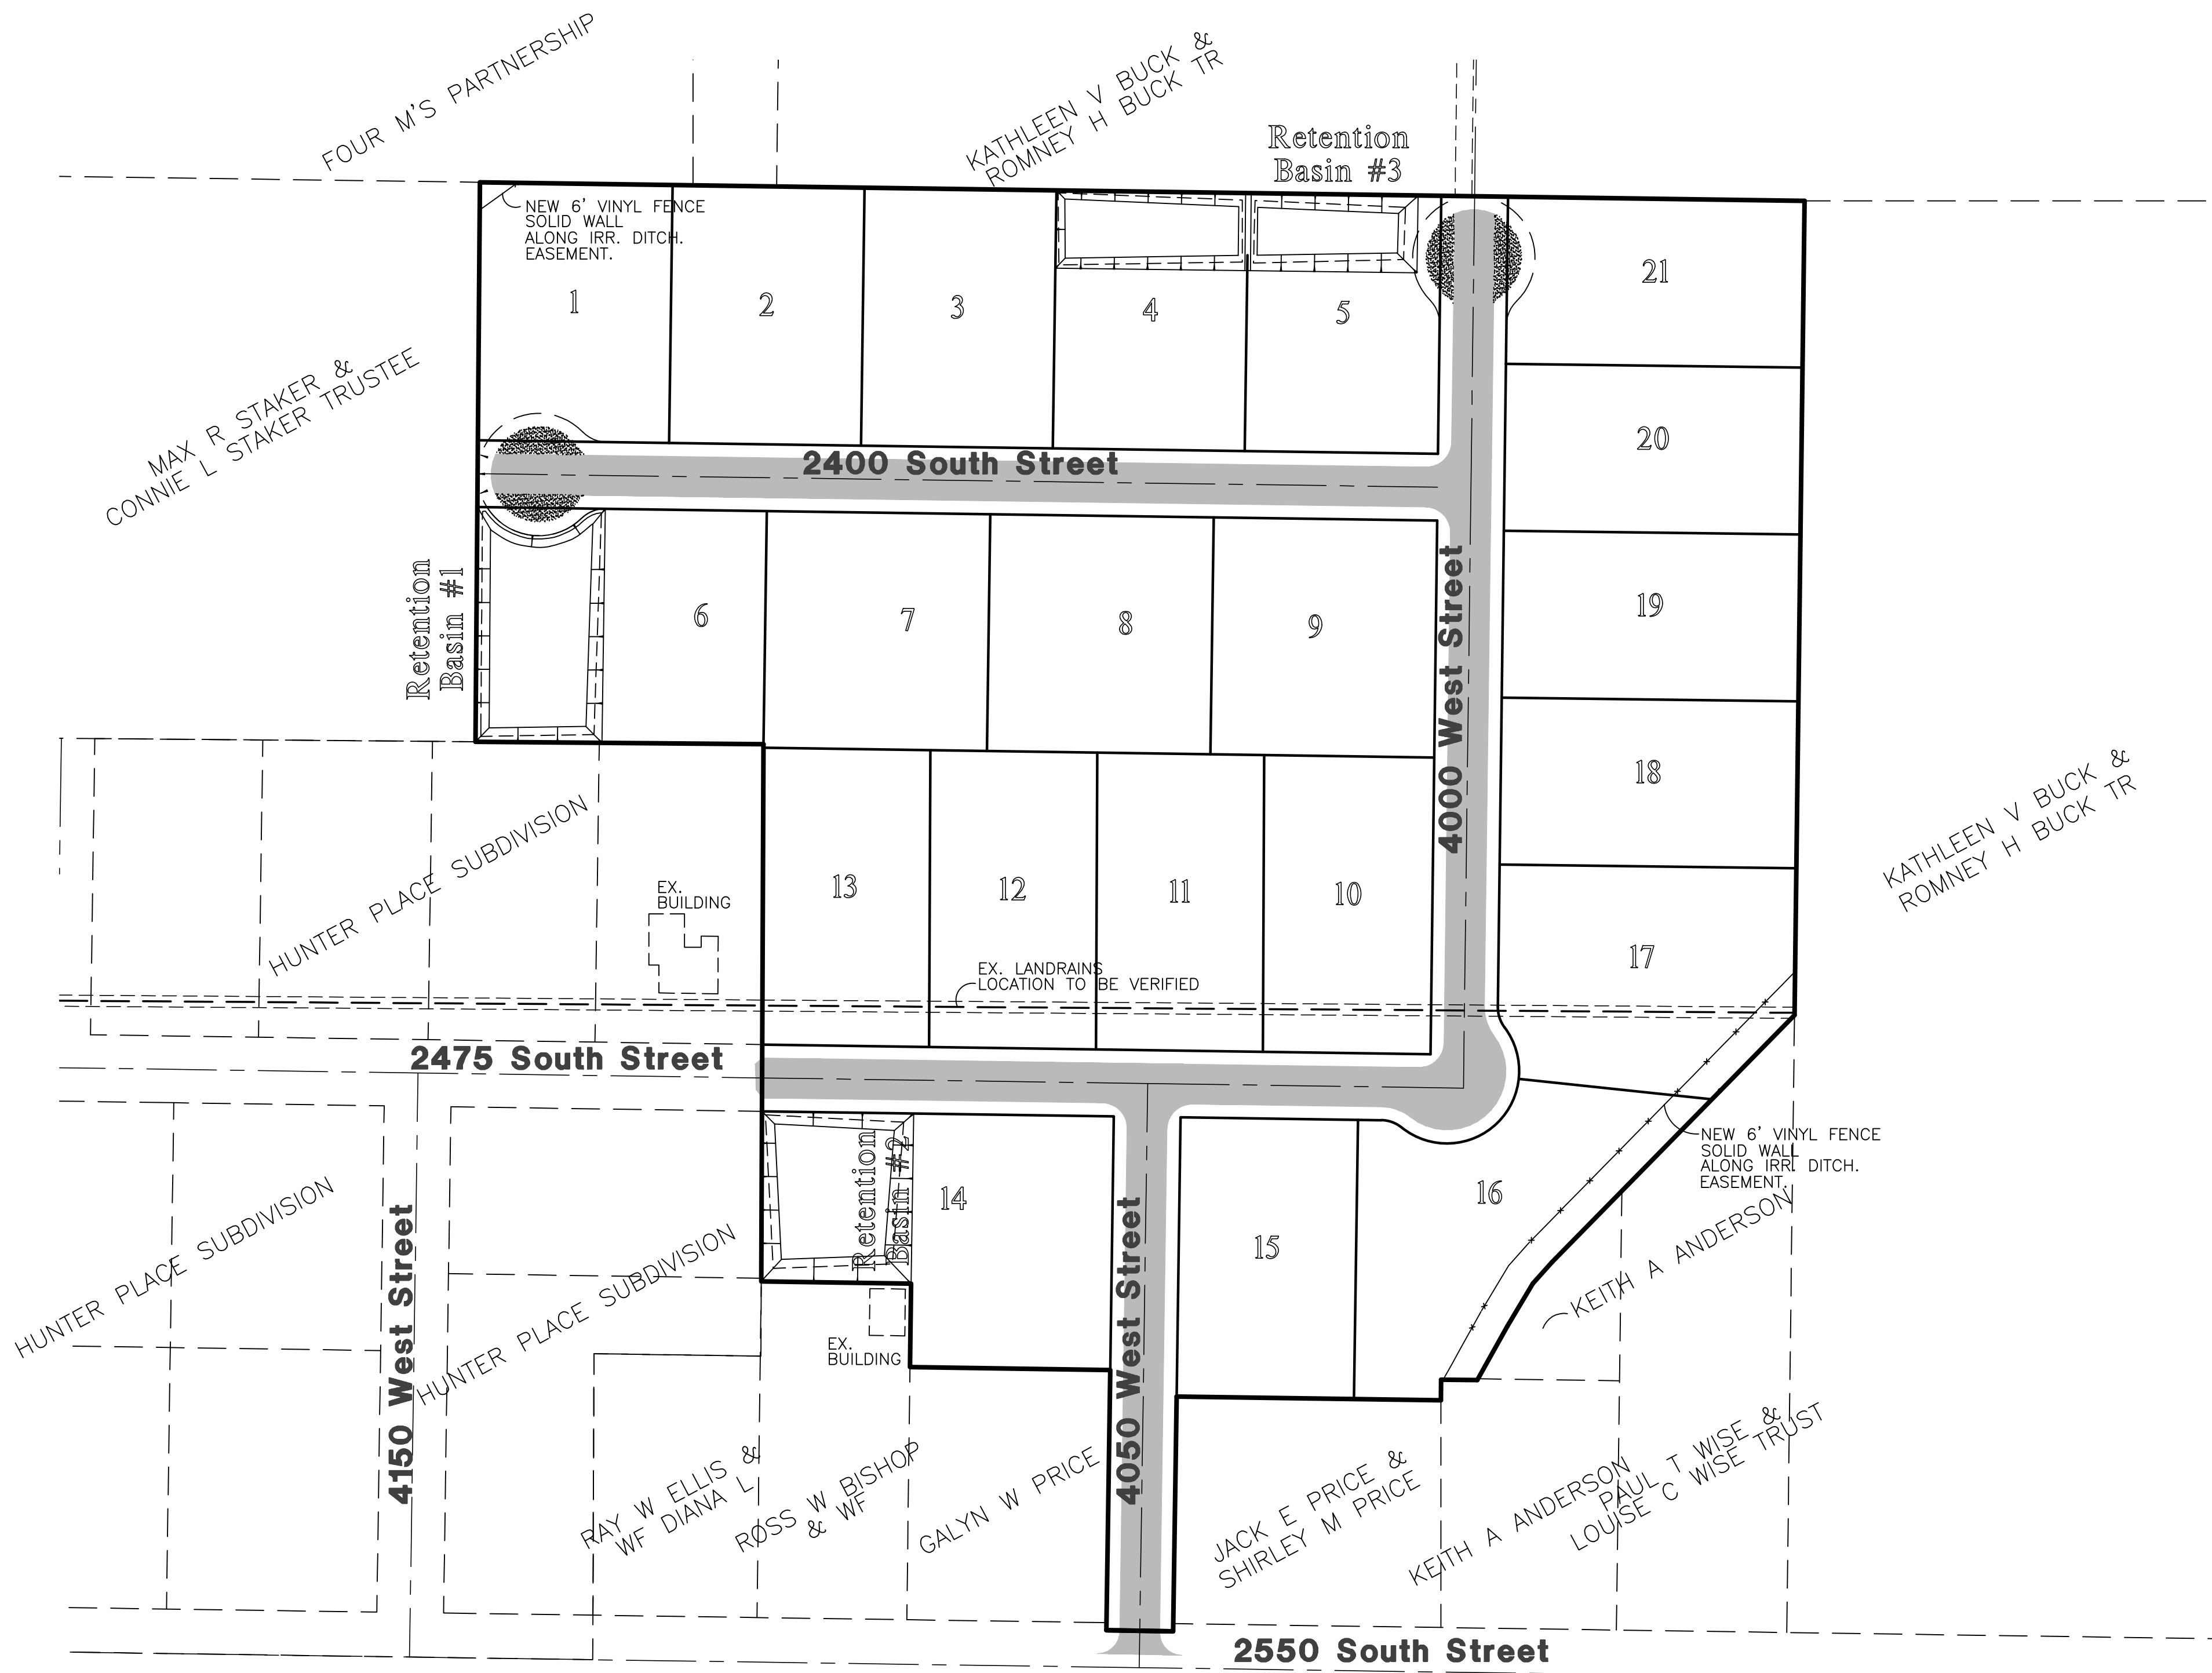 FOUR M'S PARTNERSHIP
KATHLEEN V BUCK &
ROMNEY H BUCK TR
Retention
Basin #3
NEW 6' VINYL FENCE
SOLID WALL
ALONG IRR. DITCH.
EASEMENT.
1
2
3
4
5
21
20
MAX R STAKER &
CONNIE L STAKER TRUSTEE
2400 South Street
Retention
Basin #1
6
7
8
9
4000 West Street
19
18
17
KATHLEEN V BUCK &
ROMNEY H BUCK TR
HUNTER PLACE SUBDIVISION
EX.
BUILDING
13
12
11
10
EX. LANDRAINS
LOCATION TO BE VERIFIED
2475 South Street
Retention
Basin #2
14
15
16
NEW 6' VINYL FENCE
SOLID WALL
ALONG IRR. DITCH.
EASEMENT.
KEITH A ANDERSON
HUNTER PLACE SUBDIVISION
4150 West Street
HUNTER PLACE SUBDIVISION
EX.
BUILDING
4050 West Street
RAY W ELLIS &
WF DIANA L
ROSS W BISHOP
& WF
GALYN W PRICE
JACK E PRICE &
SHIRLEY M PRICE
KEITH A ANDERSON
PAUL T WISE &
LOUISE C WISE TRUST
2550 South Street